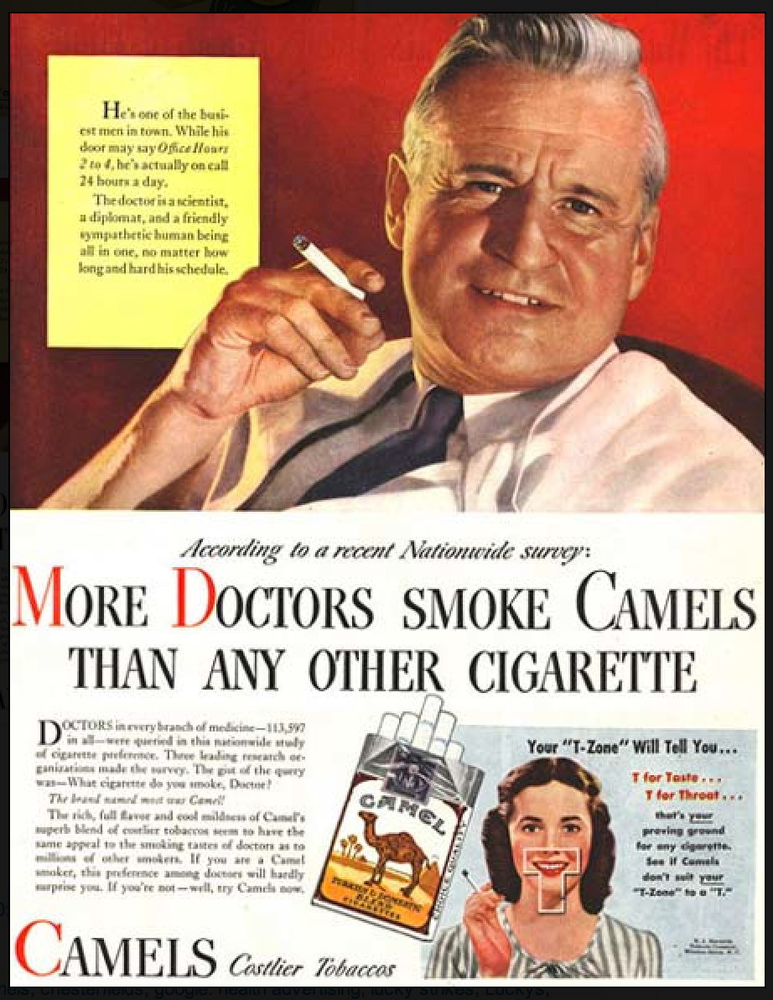 He's one of the busi-
est men in town. While his
door may say Office Hours
2 to 4, he's actually on call
24 hours a day.
The doctor is a scientist,
a diplomat, and a friendly
sympathetic human being
all in one, no matter how
long and hard his schedule.
According to a recent Nationwide survey:
MORE DOCTORS SMOKE CAMELS
THAN ANY OTHER CIGARETTE
DOCTORS in every branch of medicine—113,597
in all—were queried in this nationwide study
of cigarette preference. Three leading research or-
ganizations made the survey. The gist of the query
was—What cigarette do you smoke, Doctor?
The brand named most was Camel!
The rich, full flavor and cool mildness of Camel's
superb blend of costlier tobaccos seem to have the
same appeal to the smoking tastes of doctors as to
millions of other smokers. If you are a Camel
smoker, this preference among doctors will hardly
surprise you. If you're not—well, try Camels now.
CAMELS Costlier Tobaccos
CAMEL
TURKISH & DOMESTIC
BLEND
CIGARETTES
Your "T-Zone" Will Tell You...
T for Taste...
T for Throat...
that's your
proving ground
for any cigarette.
See if Camels
don't suit your
"T-Zone" to a "T."
T